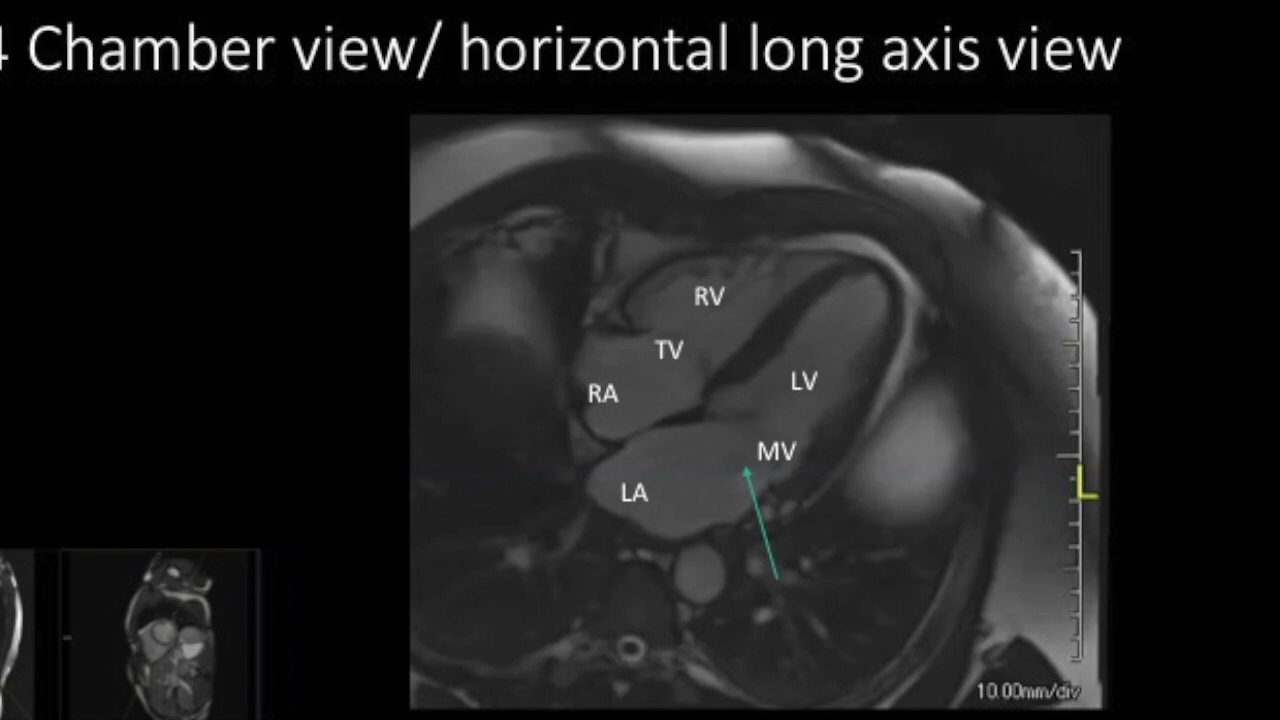 4 Chamber view/ horizontal long axis view
RV
TV
LV
RA
MV
LA
10.00mm/div